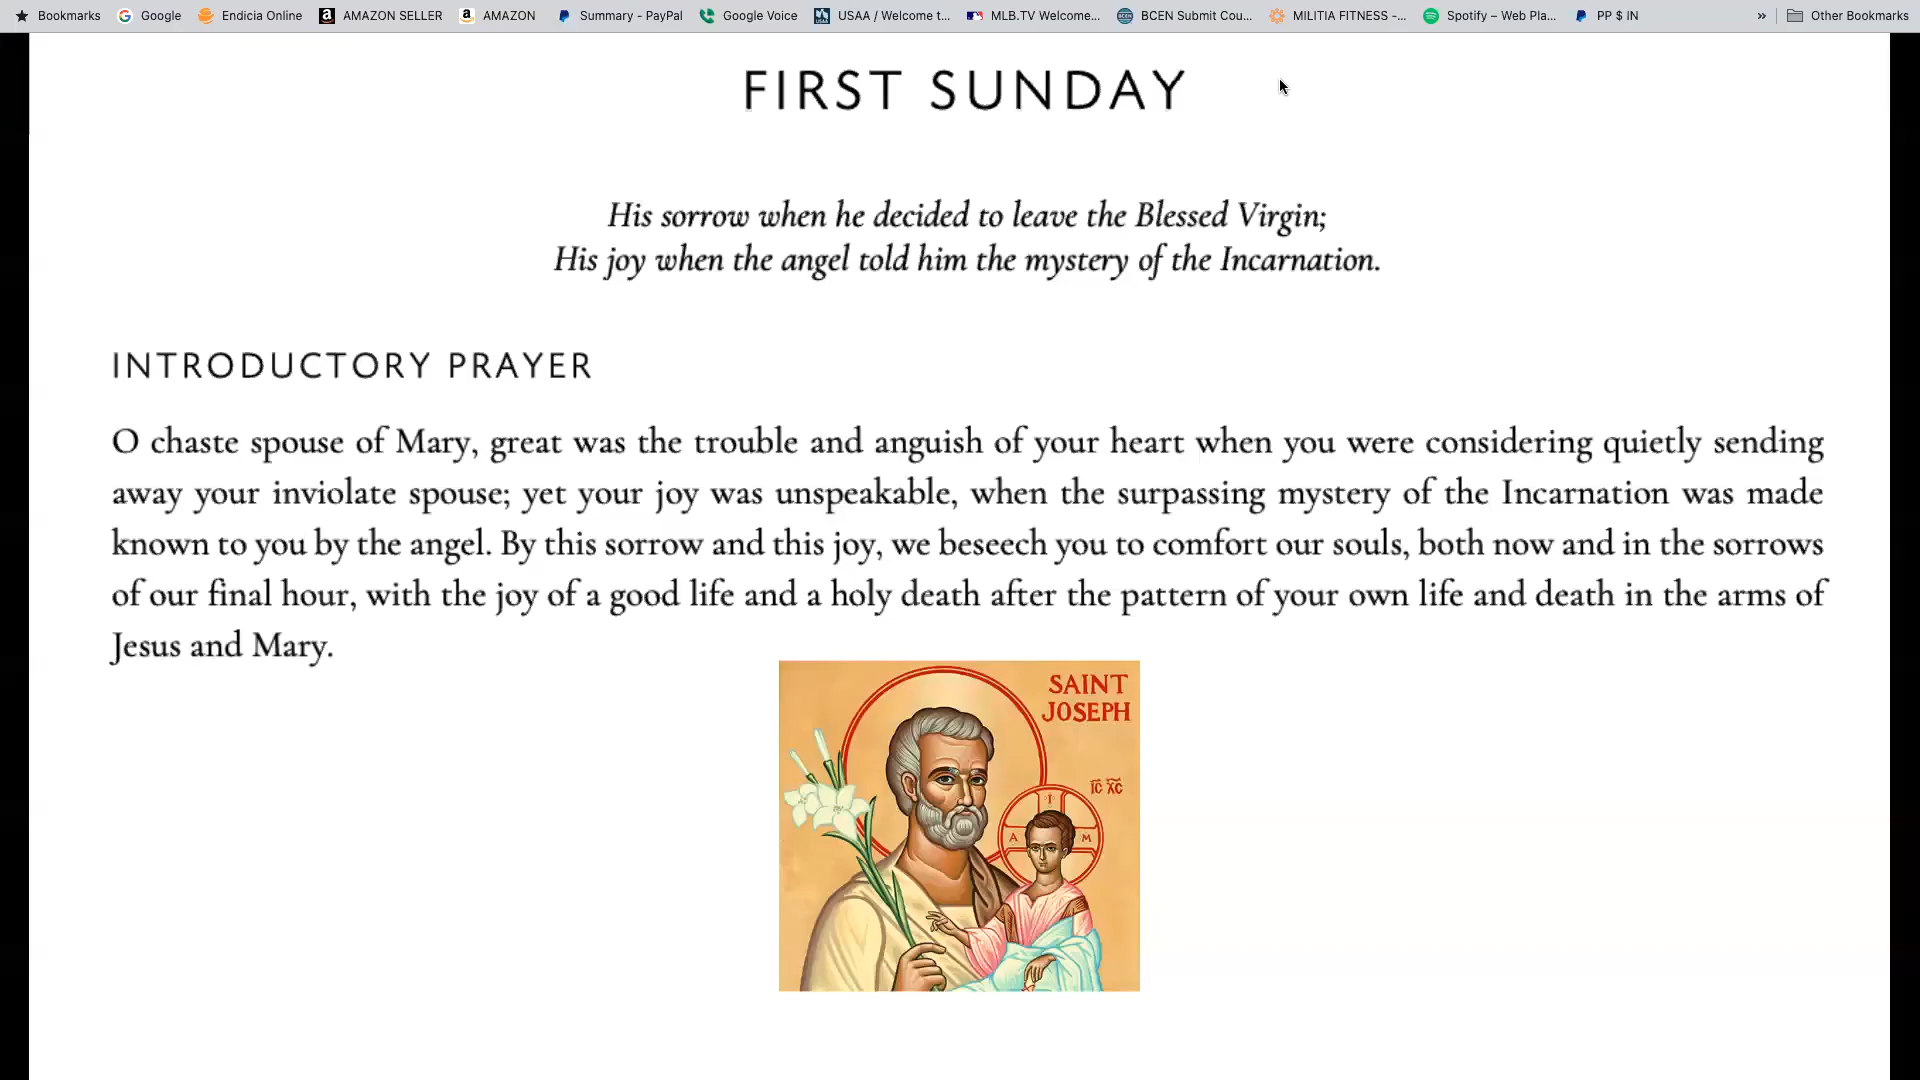 Bookmarks Google Endicia Online AMAZON SELLER AMAZON Summary - PayPal Google Voice USAA / Welcome t... MLB.TV Welcome... BCEN Submit Cou... MILITIA FITNESS -... Spotify – Web Pla... PP $ IN » Other Bookmarks
FIRST SUNDAY
His sorrow when he decided to leave the Blessed Virgin;
His joy when the angel told him the mystery of the Incarnation.
INTRODUCTORY PRAYER
O chaste spouse of Mary, great was the trouble and anguish of your heart when you were considering quietly sending
away your inviolate spouse; yet your joy was unspeakable, when the surpassing mystery of the Incarnation was made
known to you by the angel. By this sorrow and this joy, we beseech you to comfort our souls, both now and in the sorrows
of our final hour, with the joy of a good life and a holy death after the pattern of your own life and death in the arms of
Jesus and Mary.
SAINT
JOSEPH
IC XC
I
A M